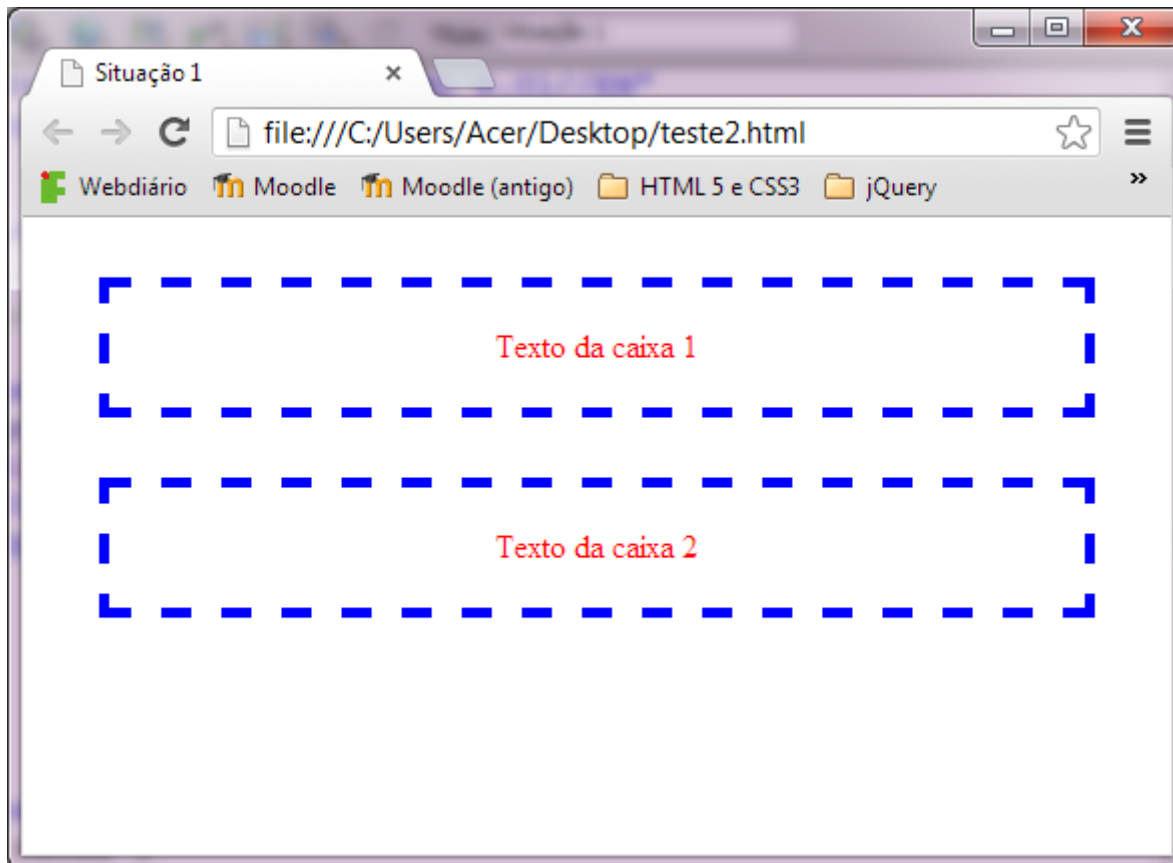 Situação 1
file:///C:/Users/Acer/Desktop/teste2.html
Webdiário Moodle Moodle (antigo) HTML 5 e CSS3 jQuery
Texto da caixa 1
Texto da caixa 2